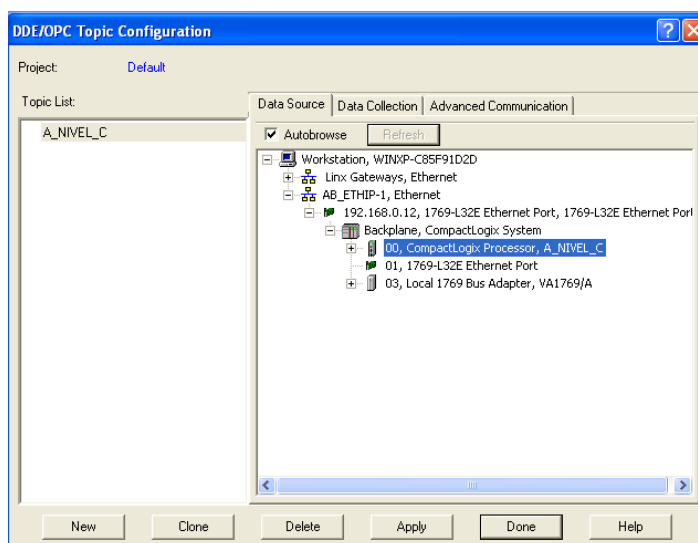 DDE/OPC Topic Configuration
Project: Default
Topic List:
A_NIVEL_C
Data Source Data Collection Advanced Communication
Autobrowse Refresh
Workstation, WINXP-C85F91D2D
Linx Gateways, Ethernet
AB_ETHIP-1, Ethernet
192.168.0.12, 1769-L32E Ethernet Port, 1769-L32E Ethernet Port
Backplane, CompactLogix System
00, CompactLogix Processor, A_NIVEL_C
01, 1769-L32E Ethernet Port
03, Local 1769 Bus Adapter, VA1769/A
New Clone Delete Apply Done Help